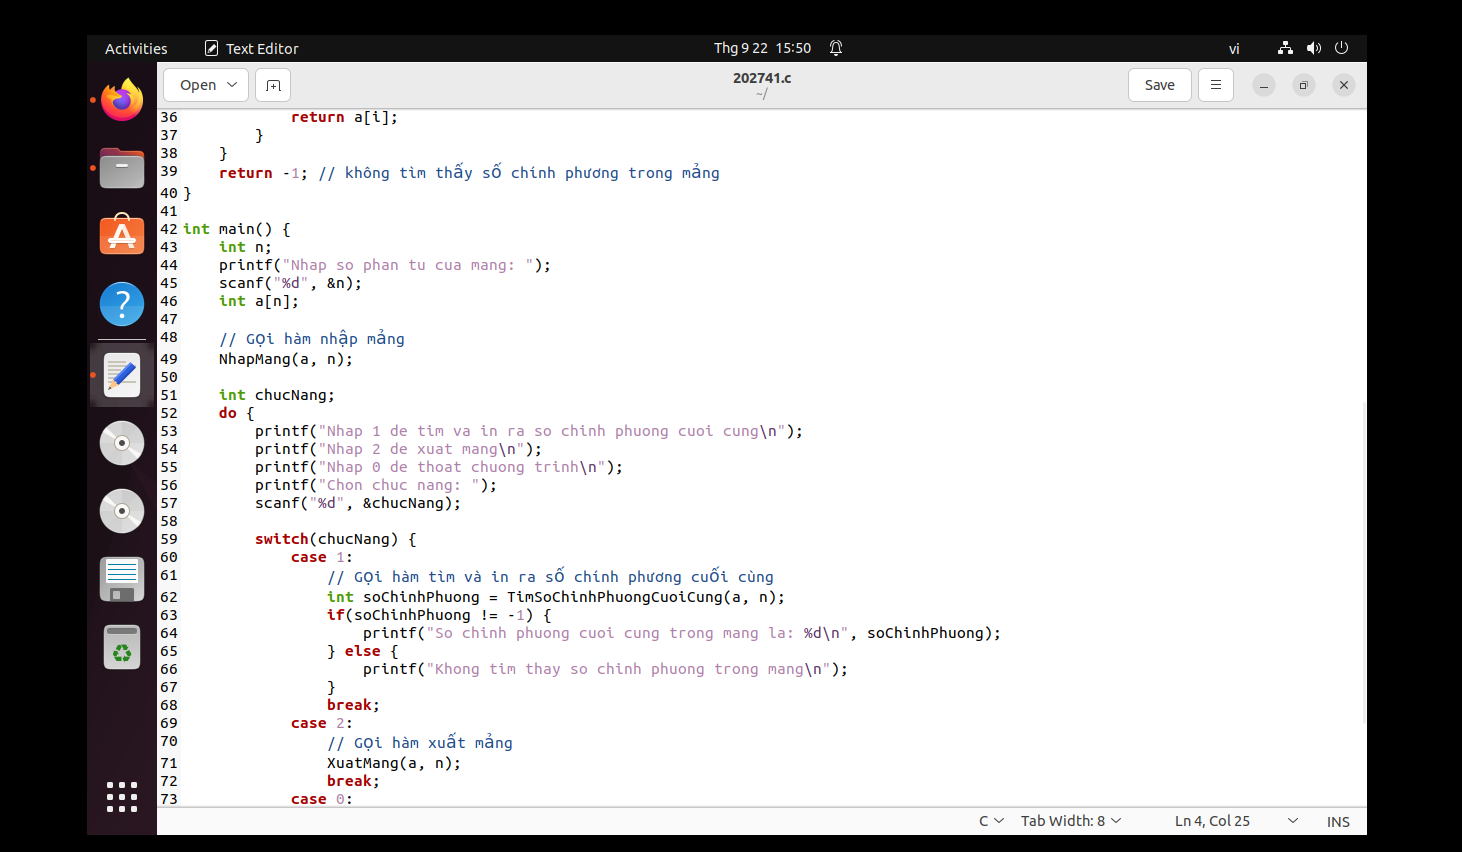 Activities Text Editor Thg 9 22 15:50 vi
Open 202741.c Save
~/
36 return a[i];
37 }
38 }
39 return -1; // không tìm thấy số chính phương trong mảng
40 }
41
42 int main() {
43 int n;
44 printf("Nhap so phan tu cua mang: ");
45 scanf("%d", &n);
46 int a[n];
47
48 // Gọi hàm nhập mảng
49 NhapMang(a, n);
50
51 int chucNang;
52 do {
53 printf("Nhap 1 de tim va in ra so chinh phuong cuoi cung\n");
54 printf("Nhap 2 de xuat mang\n");
55 printf("Nhap 0 de thoat chuong trinh\n");
56 printf("Chon chuc nang: ");
57 scanf("%d", &chucNang);
58
59 switch(chucNang) {
60 case 1:
61 // Gọi hàm tìm và in ra số chính phương cuối cùng
62 int soChinhPhuong = TimSoChinhPhuongCuoiCung(a, n);
63 if(soChinhPhuong != -1) {
64 printf("So chinh phuong cuoi cung trong mang la: %d\n", soChinhPhuong);
65 } else {
66 printf("Khong tim thay so chinh phuong trong mang\n");
67 }
68 break;
69 case 2:
70 // Gọi hàm xuất mảng
71 XuatMang(a, n);
72 break;
73 case 0:
C Tab Width: 8 Ln 4, Col 25 INS